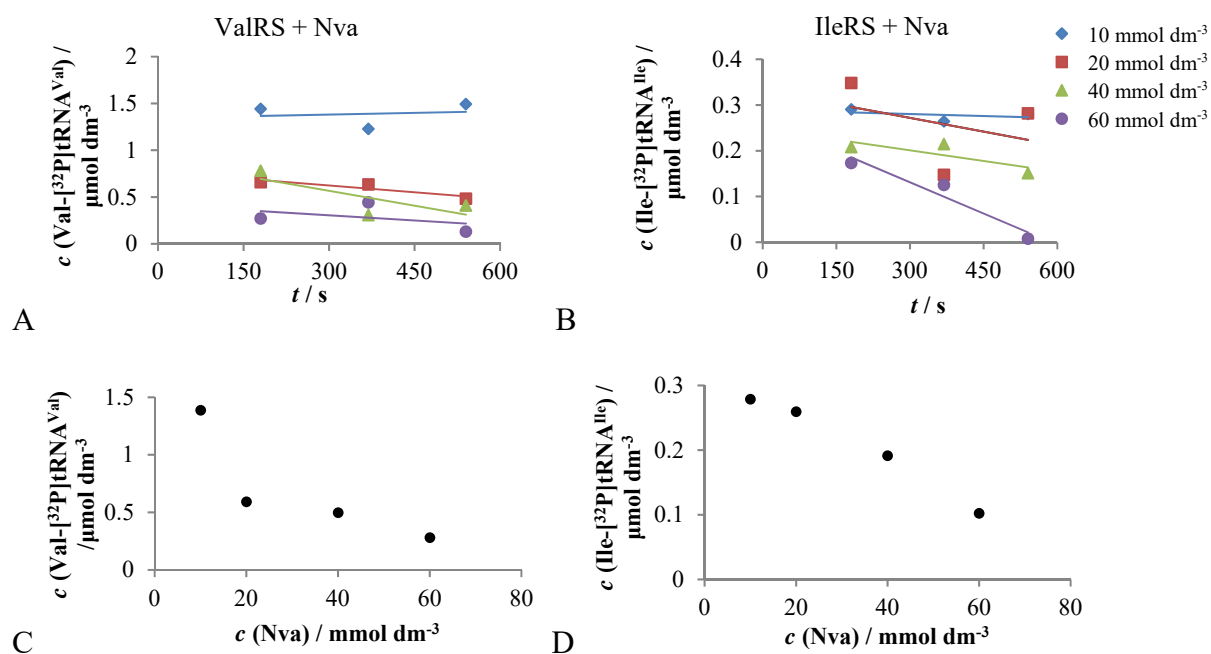 ValRS + Nva
c (Val-[³²P]tRNAᵛᵃˡ) /
µmol dm⁻³
2
1.5
1
0.5
0
0
150
300
450
600
t / s
A
IleRS + Nva
c (Ile-[³²P]tRNAᴵˡᵉ) /
µmol dm⁻³
0.4
0.3
0.2
0.1
0
0
150
300
450
600
t / s
B
10 mmol dm⁻³
20 mmol dm⁻³
40 mmol dm⁻³
60 mmol dm⁻³
c (Val-[³²P]tRNAᵛᵃˡ)
/µmol dm⁻³
1.5
1
0.5
0
0
20
40
60
80
c (Nva) / mmol dm⁻³
C
c (Ile-[³²P]tRNAᴵˡᵉ) /
µmol dm⁻³
0.3
0.2
0.1
0
0
20
40
60
80
c (Nva) / mmol dm⁻³
D